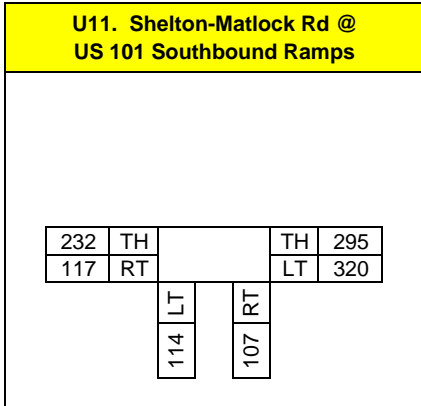 U11. Shelton-Matlock Rd @
US 101 Southbound Ramps
232 TH TH 295
117 RT LT 320
114 LT 107 RT